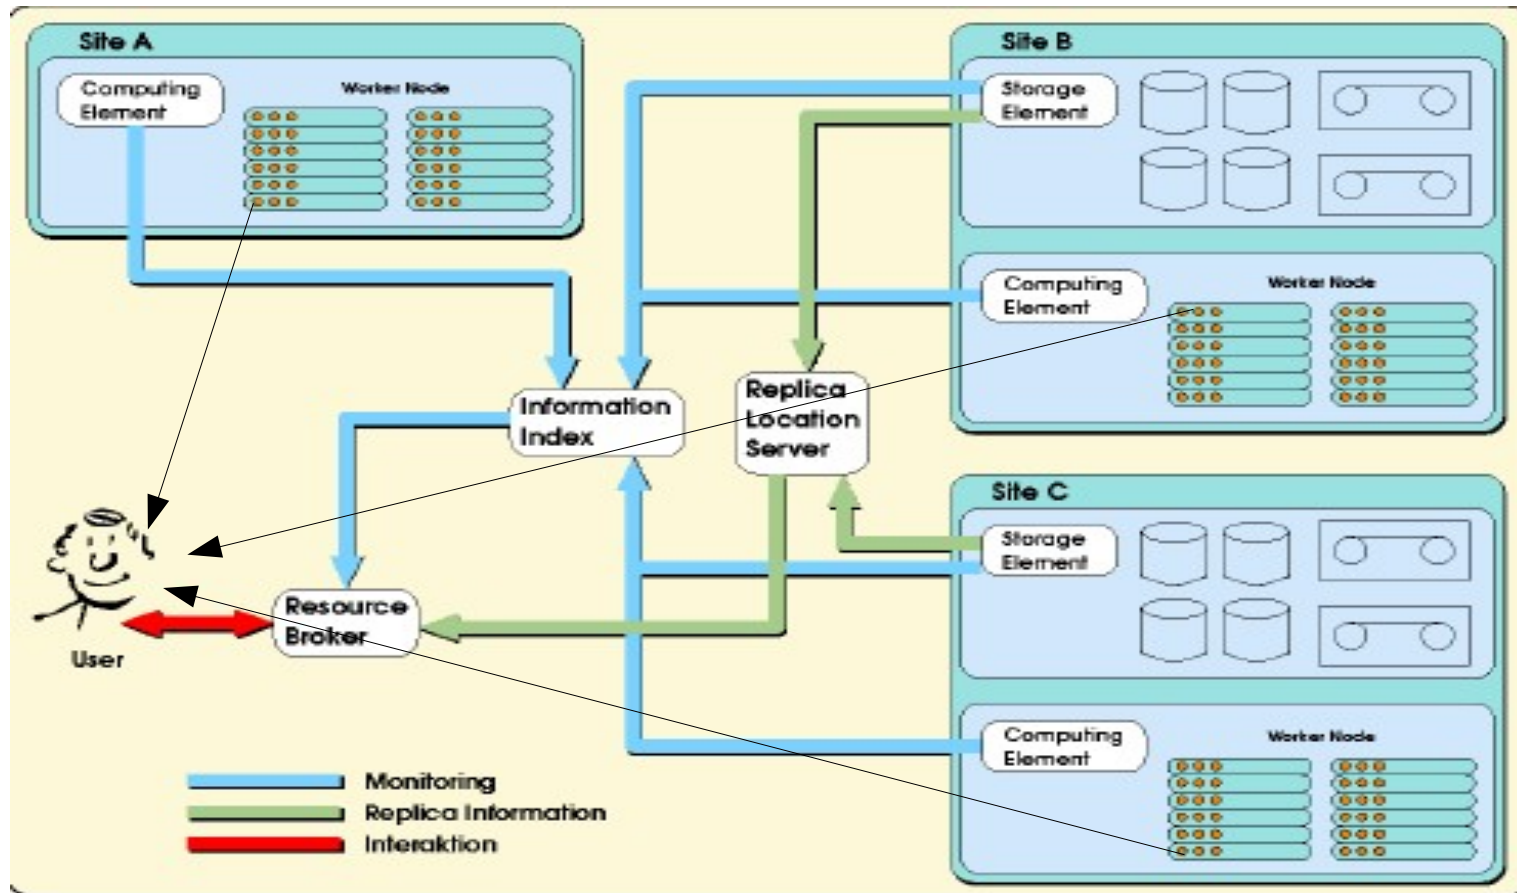 Site A
Computing
Element
Worker Node
Site B
Storage
Element
Computing
Element
Worker Node
Information
Index
Replica
Location
Server
Site C
Storage
Element
Computing
Element
Worker Node
Resource
Broker
User
Monitoring
Replica Information
Interaktion